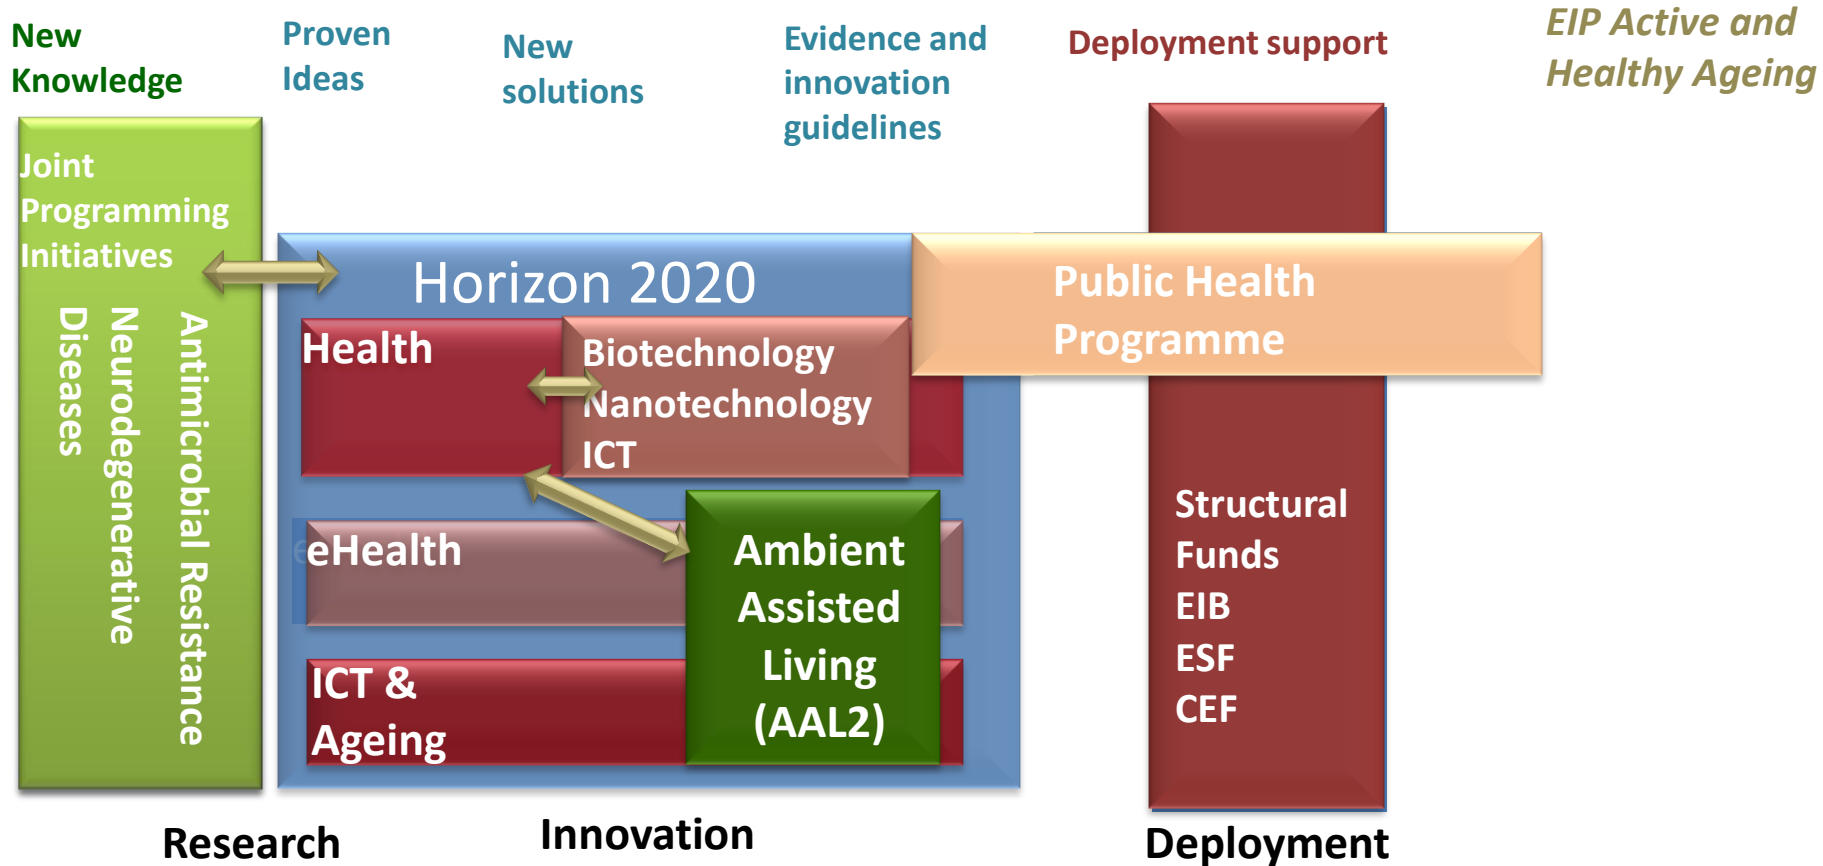 New
Knowledge
Proven
Ideas
New
solutions
Evidence and
innovation
guidelines
Deployment support
EIP Active and
Healthy Ageing
Joint
Programming
Initiatives
Antimicrobial Resistance
Neurodegenerative
Diseases
Horizon 2020
Health
Biotechnology
Nanotechnology
ICT
eeHealth
ICT &
Ageing
Ambient
Assisted
Living
(AAL2)
Public Health
Programme
Structural
Funds
EIB
ESF
CEF
Research
Innovation
Deployment